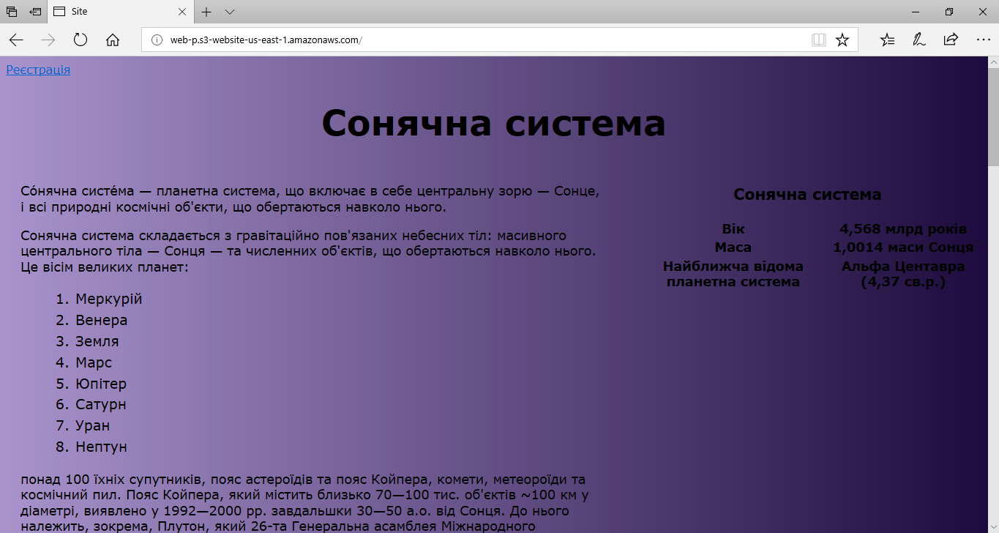 Site
web-p.s3-website-us-east-1.amazonaws.com/
Реєстрація
Сонячна система
Со́нячна систе́ма — планетна система, що включає в себе центральну зорю — Сонце,
і всі природні космічні об'єкти, що обертаються навколо нього.
Сонячна система складається з гравітаційно пов'язаних небесних тіл: масивного
центрального тіла — Сонця — та численних об'єктів, що обертаються навколо нього.
Це вісім великих планет:
1. Меркурій
2. Венера
3. Земля
4. Марс
5. Юпітер
6. Сатурн
7. Уран
8. Нептун
понад 100 їхніх супутників, пояс астероїдів та пояс Койпера, комети, метеороїди та
космічний пил. Пояс Койпера, який містить близько 70—100 тис. об'єктів ~100 км у
діаметрі, виявлено у 1992—2000 рр. завдальшки 30—50 а.о. від Сонця. До нього
належить, зокрема, Плутон, який 26-та Генеральна асамблея Міжнародного
Сонячна система
Вік 4,568 млрд років
Маса 1,0014 маси Сонця
Найближча відома Альфа Центавра
планетна система (4,37 св.р.)